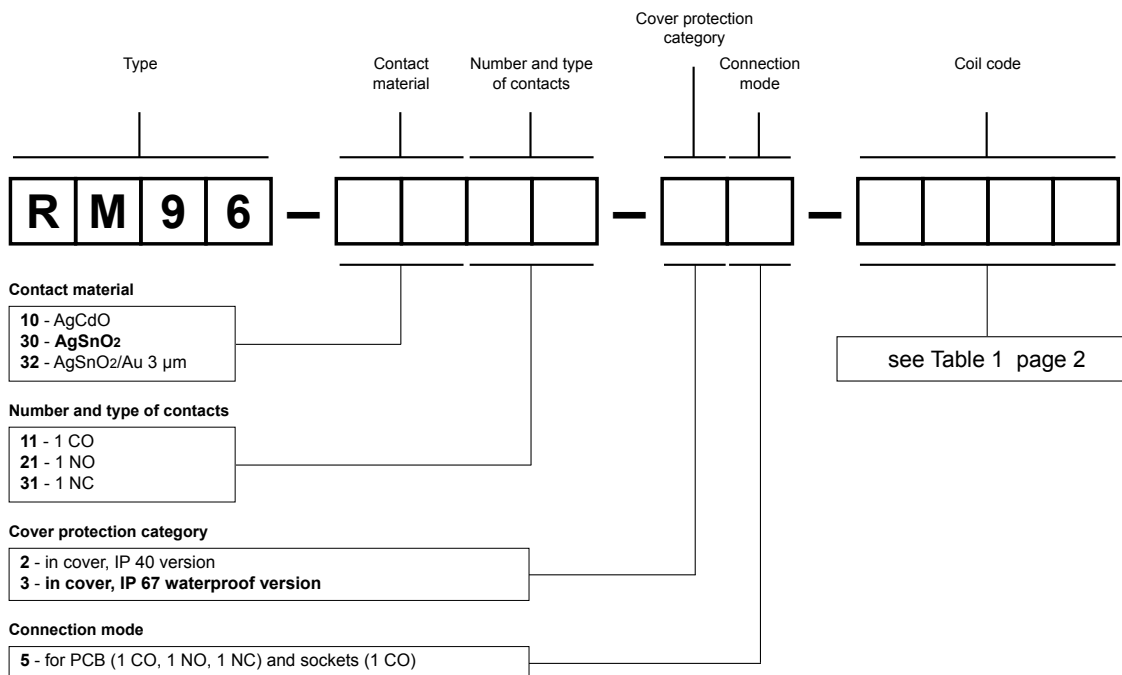 Cover protection
category
Type
Contact
material
Number and type
of contacts
Connection
mode
Coil code
R M 9 6 – – –
Contact material
10 - AgCdO
30 - AgSnO2
32 - AgSnO2/Au 3 µm
see Table 1 page 2
Number and type of contacts
11 - 1 CO
21 - 1 NO
31 - 1 NC
Cover protection category
2 - in cover, IP 40 version
3 - in cover, IP 67 waterproof version
Connection mode
5 - for PCB (1 CO, 1 NO, 1 NC) and sockets (1 CO)